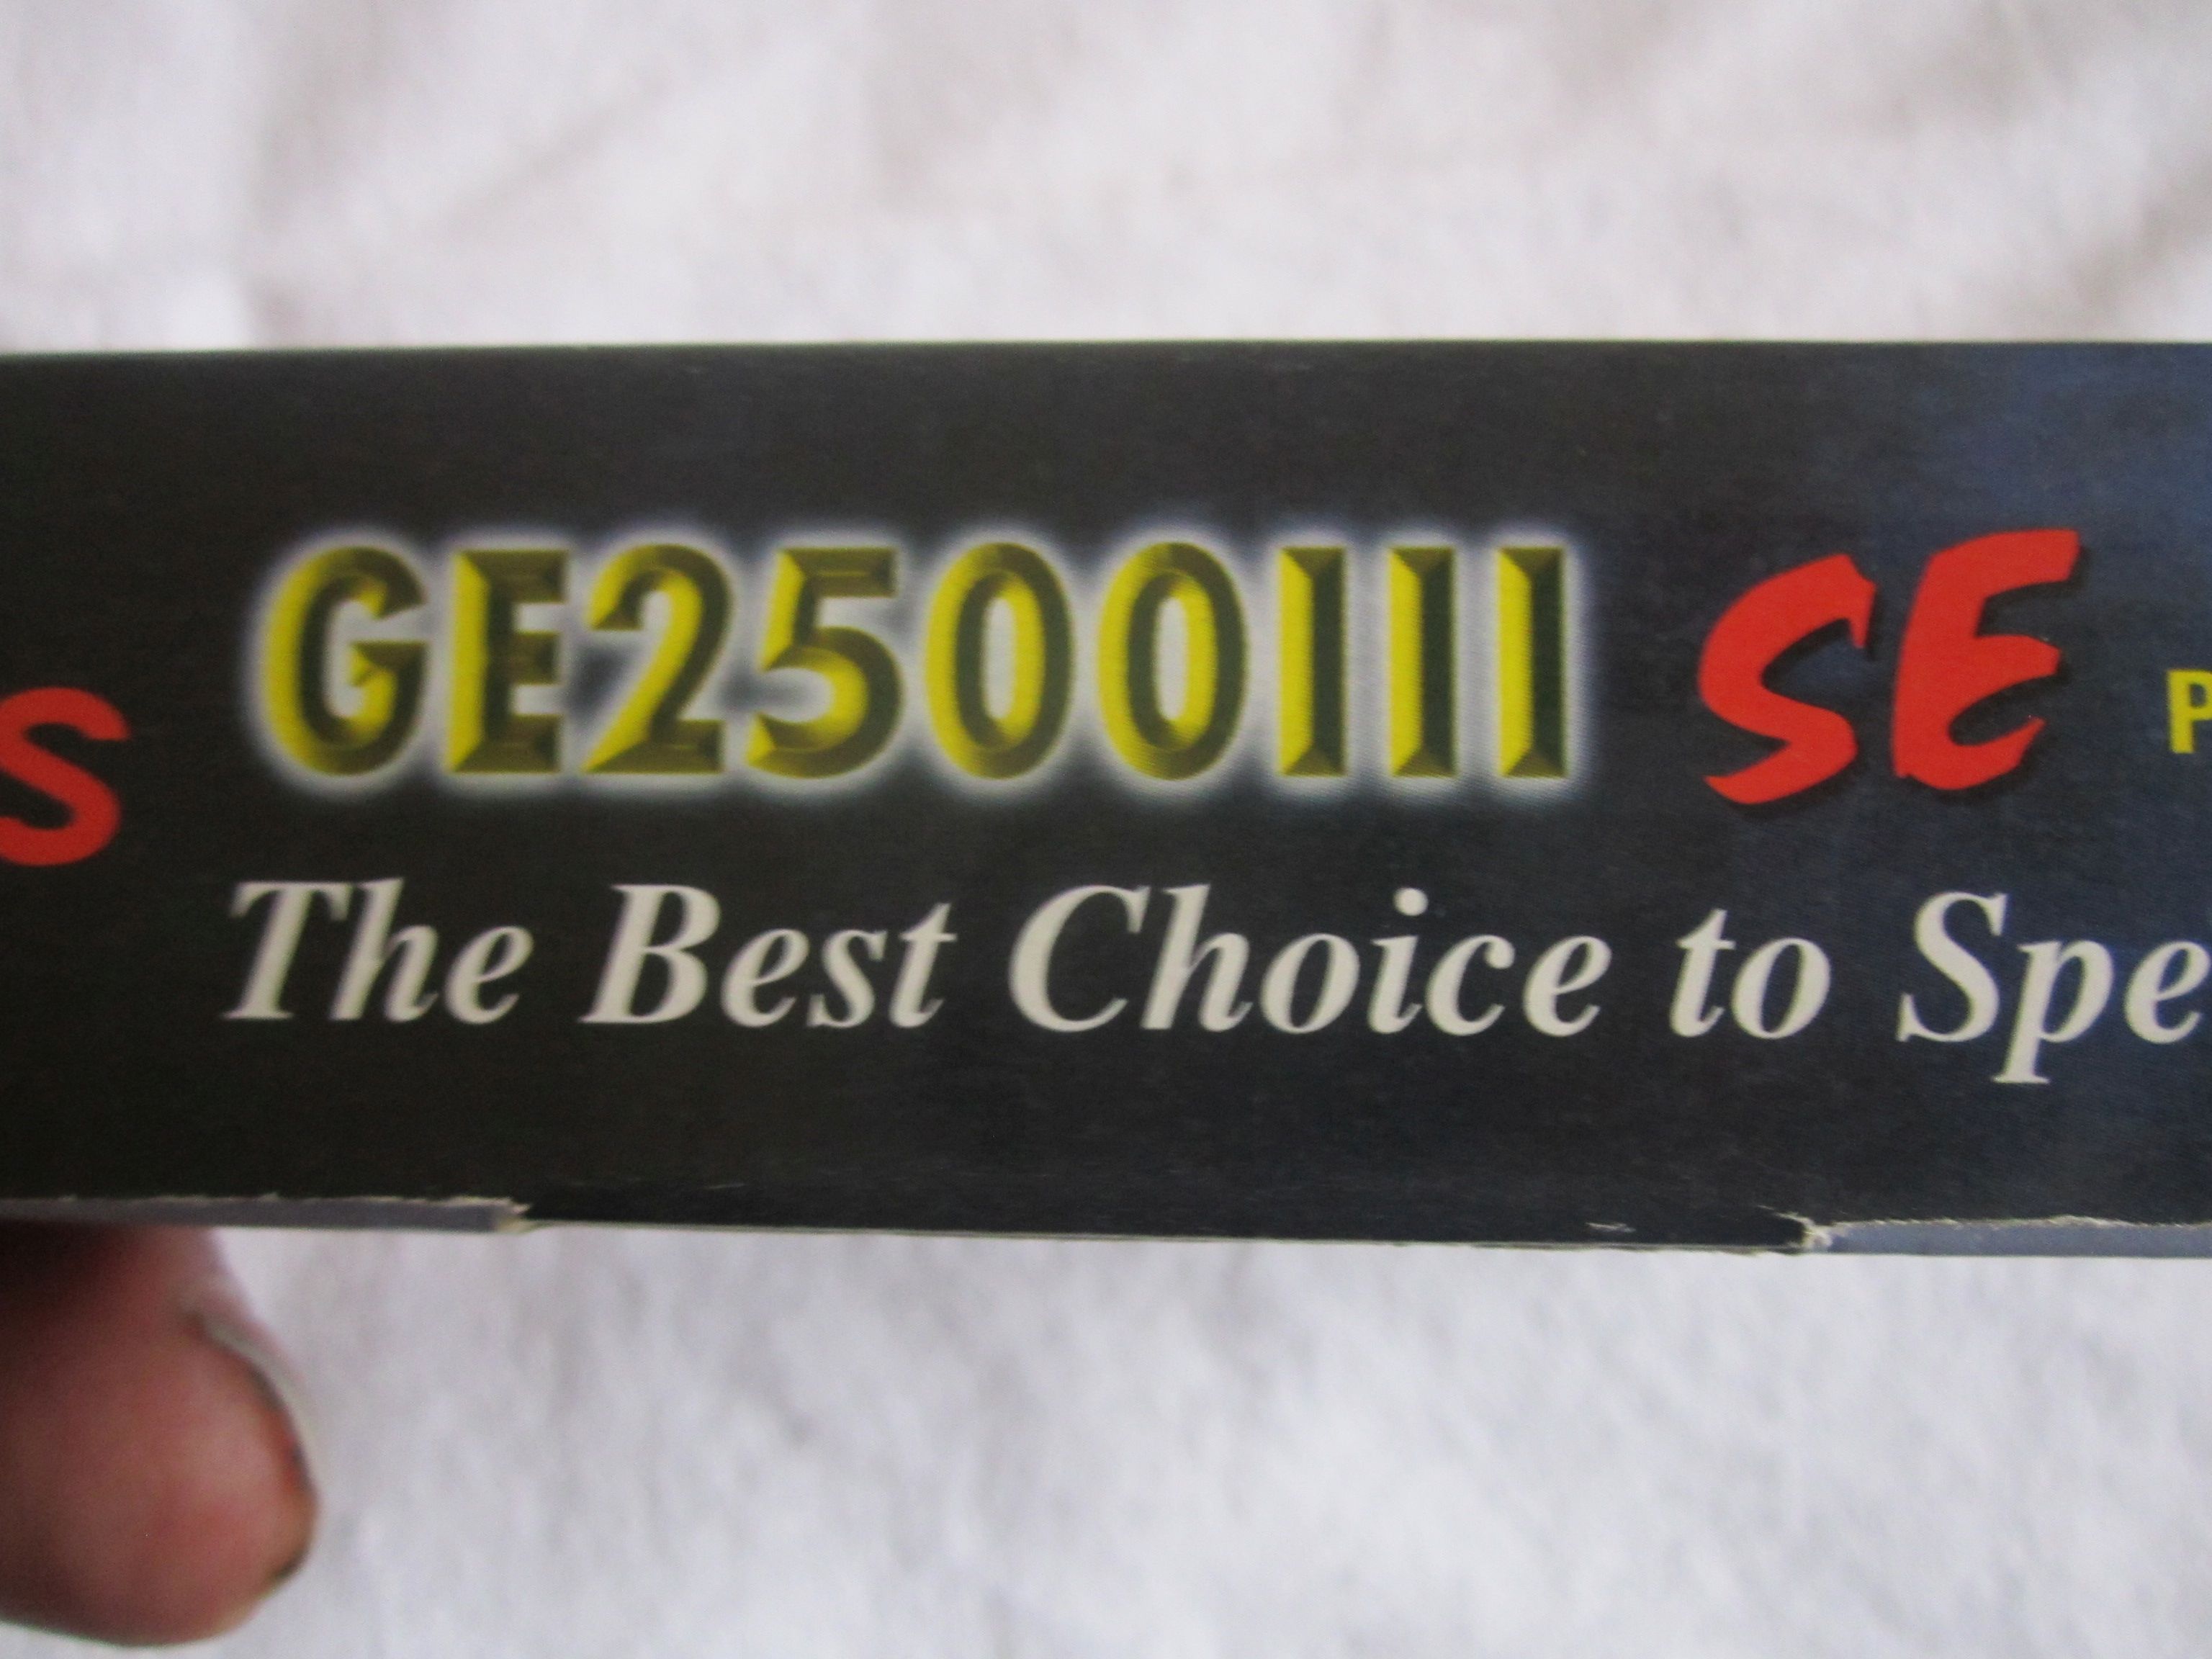 S GE2500III SE P
The Best Choice to Spe